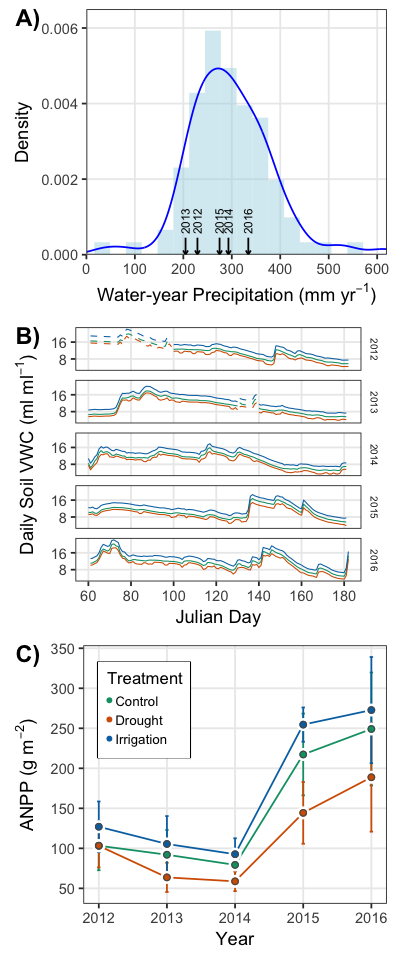 A)
Density
0.006
0.004
0.002
0.000
2013
2012
2015
2014
2016
0 100 200 300 400 500 600
Water-year Precipitation (mm yr⁻¹)
B)
Daily Soil VWC (ml ml⁻¹)
16
8
2012
16
8
2013
16
8
2014
16
8
2015
16
8
2016
60 80 100 120 140 160 180
Julian Day
C)
ANPP (g m⁻²)
350
300
250
200
150
100
50
Treatment
Control
Drought
Irrigation
2012 2013 2014 2015 2016
Year